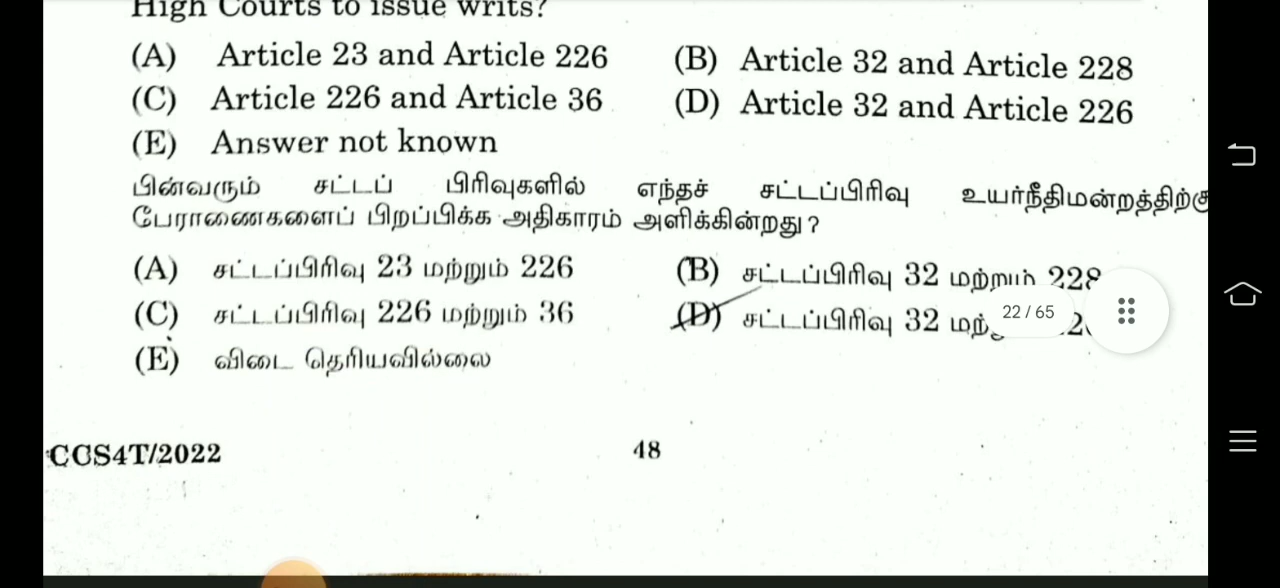 High Courts to issue writs?
(A) Article 23 and Article 226 (B) Article 32 and Article 228
(C) Article 226 and Article 36 (D) Article 32 and Article 226
(E) Answer not known
பின்வரும் சட்டப் பிரிவுகளில் எந்தச் சட்டப்பிரிவு உயர்நீதிமன்றத்திற்கு
பேராணைகளைப் பிறப்பிக்க அதிகாரம் அளிக்கின்றது?
(A) சட்டப்பிரிவு 23 மற்றும் 226 (B) சட்டப்பிரிவு 32 மற்றும் 228
(C) சட்டப்பிரிவு 226 மற்றும் 36 (D) சட்டப்பிரிவு 32
22 / 65
(E) விடை தெரியவில்லை
CCS4T/2022 48